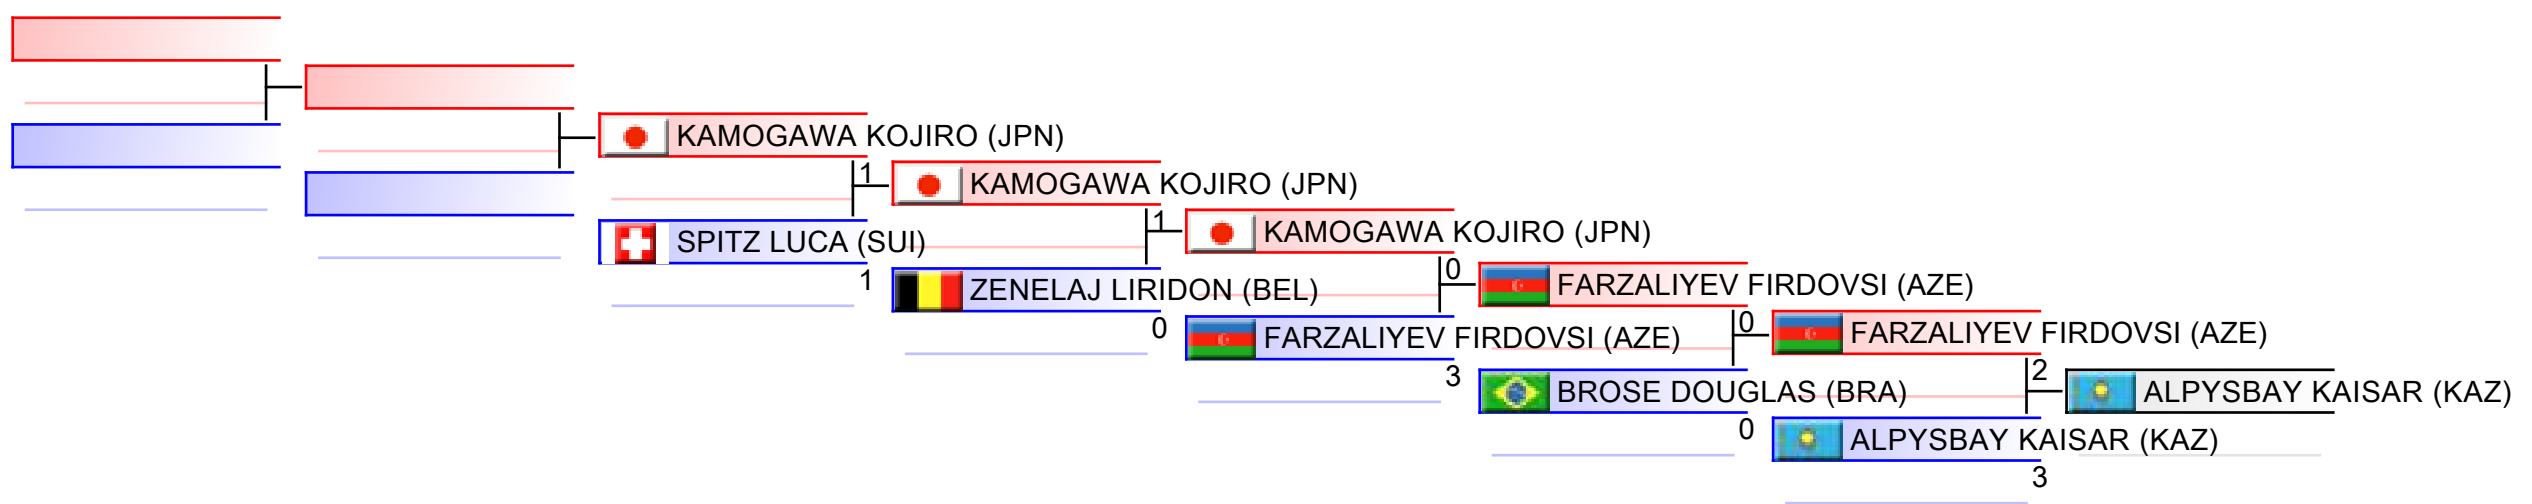 KAMOGAWA KOJIRO (JPN)
1
KAMOGAWA KOJIRO (JPN)
SPITZ LUCA (SUI)
1
1
KAMOGAWA KOJIRO (JPN)
ZENELAJ LIRIDON (BEL)
0
0
FARZALIYEV FIRDOVSI (AZE)
FARZALIYEV FIRDOVSI (AZE)
3
0
FARZALIYEV FIRDOVSI (AZE)
BROSE DOUGLAS (BRA)
0
2
ALPYSBAY KAISAR (KAZ)
ALPYSBAY KAISAR (KAZ)
3